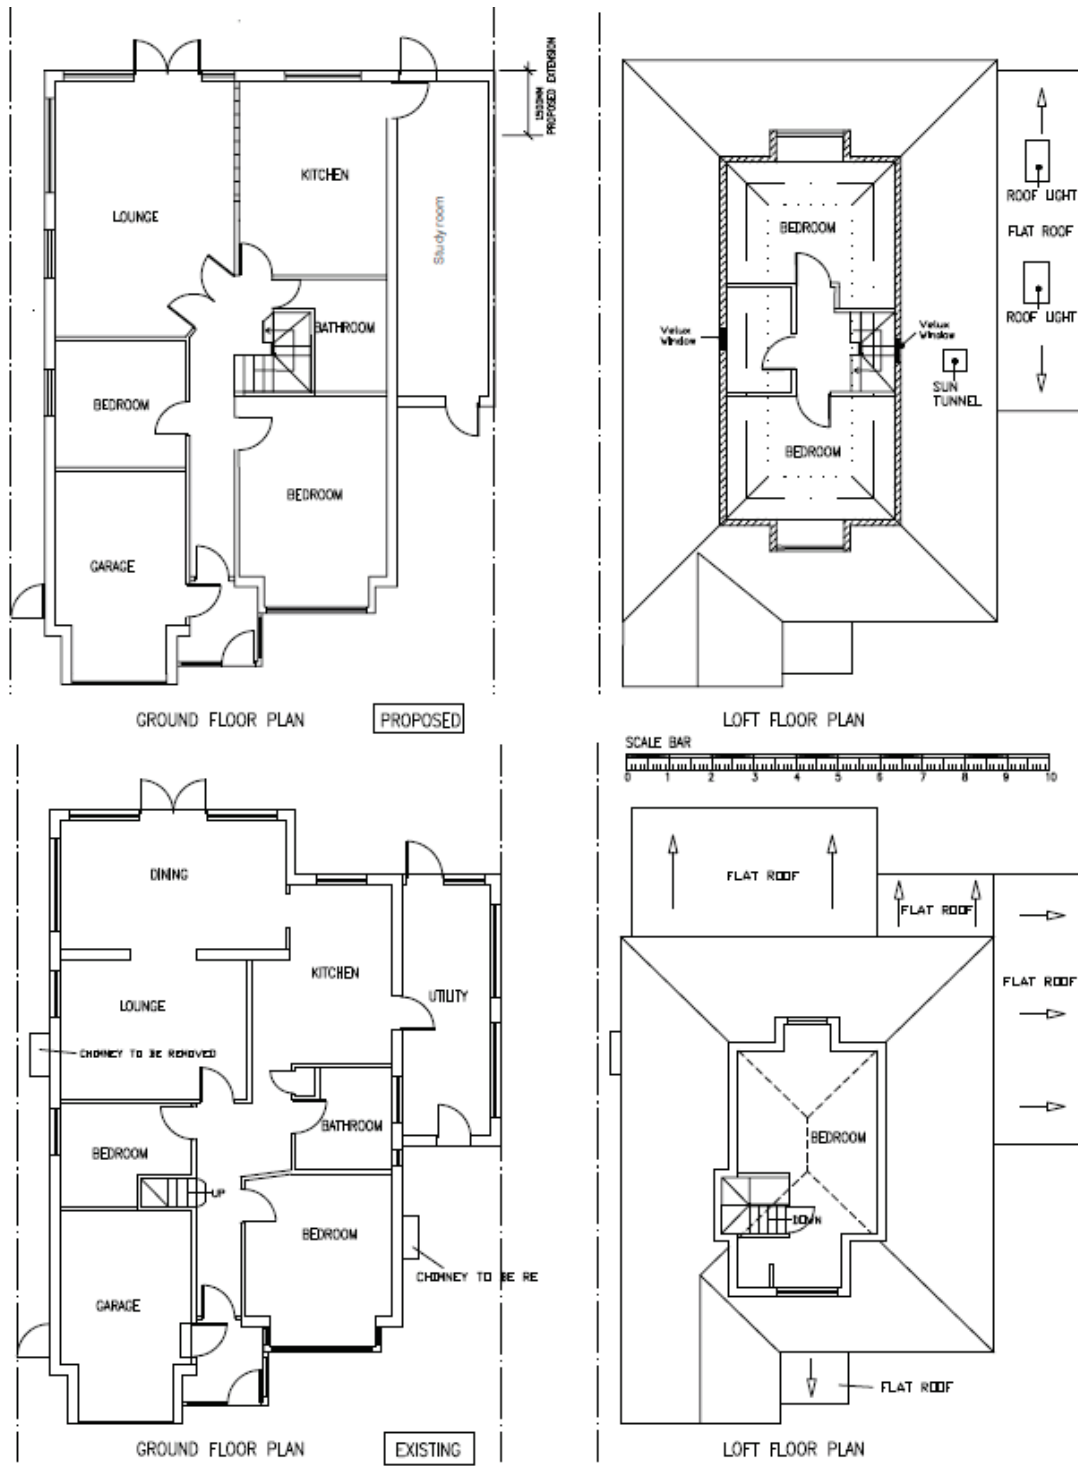 1500MM
PROPOSED EXTENSION
KITCHEN
LOUNGE
Study room
BATHROOM
BEDROOM
BEDROOM
GARAGE
GROUND FLOOR PLAN
PROPOSED
ROOF LIGHT
BEDROOM
FLAT ROOF
ROOF LIGHT
Velux
Window
Velux
Window
SUN
TUNNEL
BEDROOM
LOFT FLOOR PLAN
SCALE BAR
0 1 2 3 4 5 6 7 8 9 10
DINING
KITCHEN
LOUNGE
UTILITY
CHIMNEY TO BE REMOVED
BATHROOM
BEDROOM
UP
BEDROOM
CHIMNEY TO BE RE
GARAGE
GROUND FLOOR PLAN
EXISTING
FLAT ROOF
FLAT ROOF
FLAT ROOF
BEDROOM
DOWN
FLAT ROOF
LOFT FLOOR PLAN